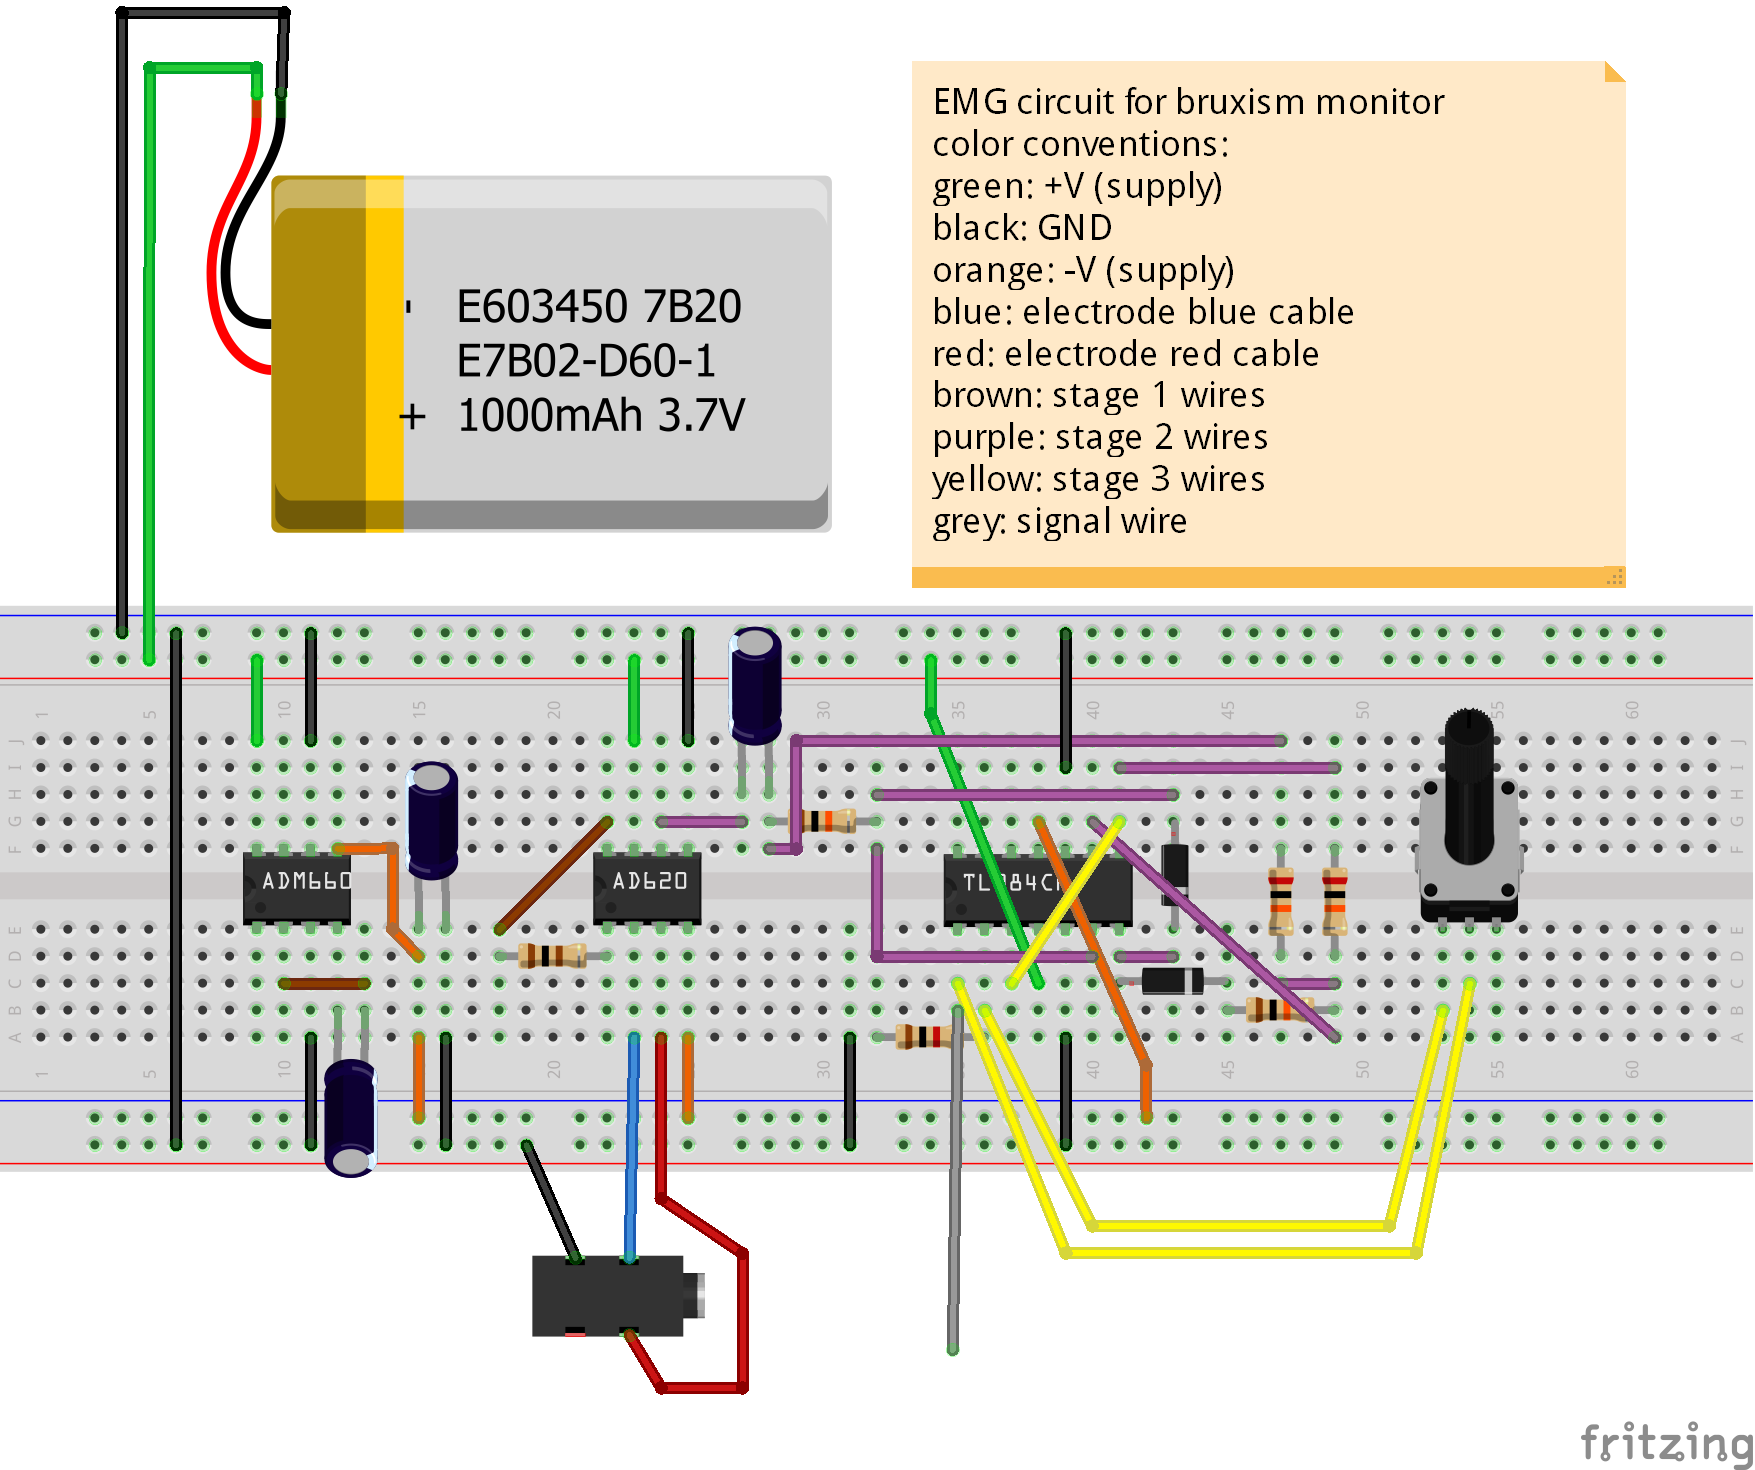 EMG circuit for bruxism monitor
color conventions:
green: +V (supply)
black: GND
orange: -V (supply)
blue: electrode blue cable
red: electrode red cable
brown: stage 1 wires
purple: stage 2 wires
yellow: stage 3 wires
grey: signal wire
- E603450 7B20
E7B02-D60-1
+ 1000mAh 3.7V
1 5 10 15 20 30 35 40 45 50 55 60
J J
I I
H H
G G
F F
ADM660 AD620
E E
D D
C C
B B
A A
1 5 10 15 20 30 35 40 45 50 55 60
fritzing